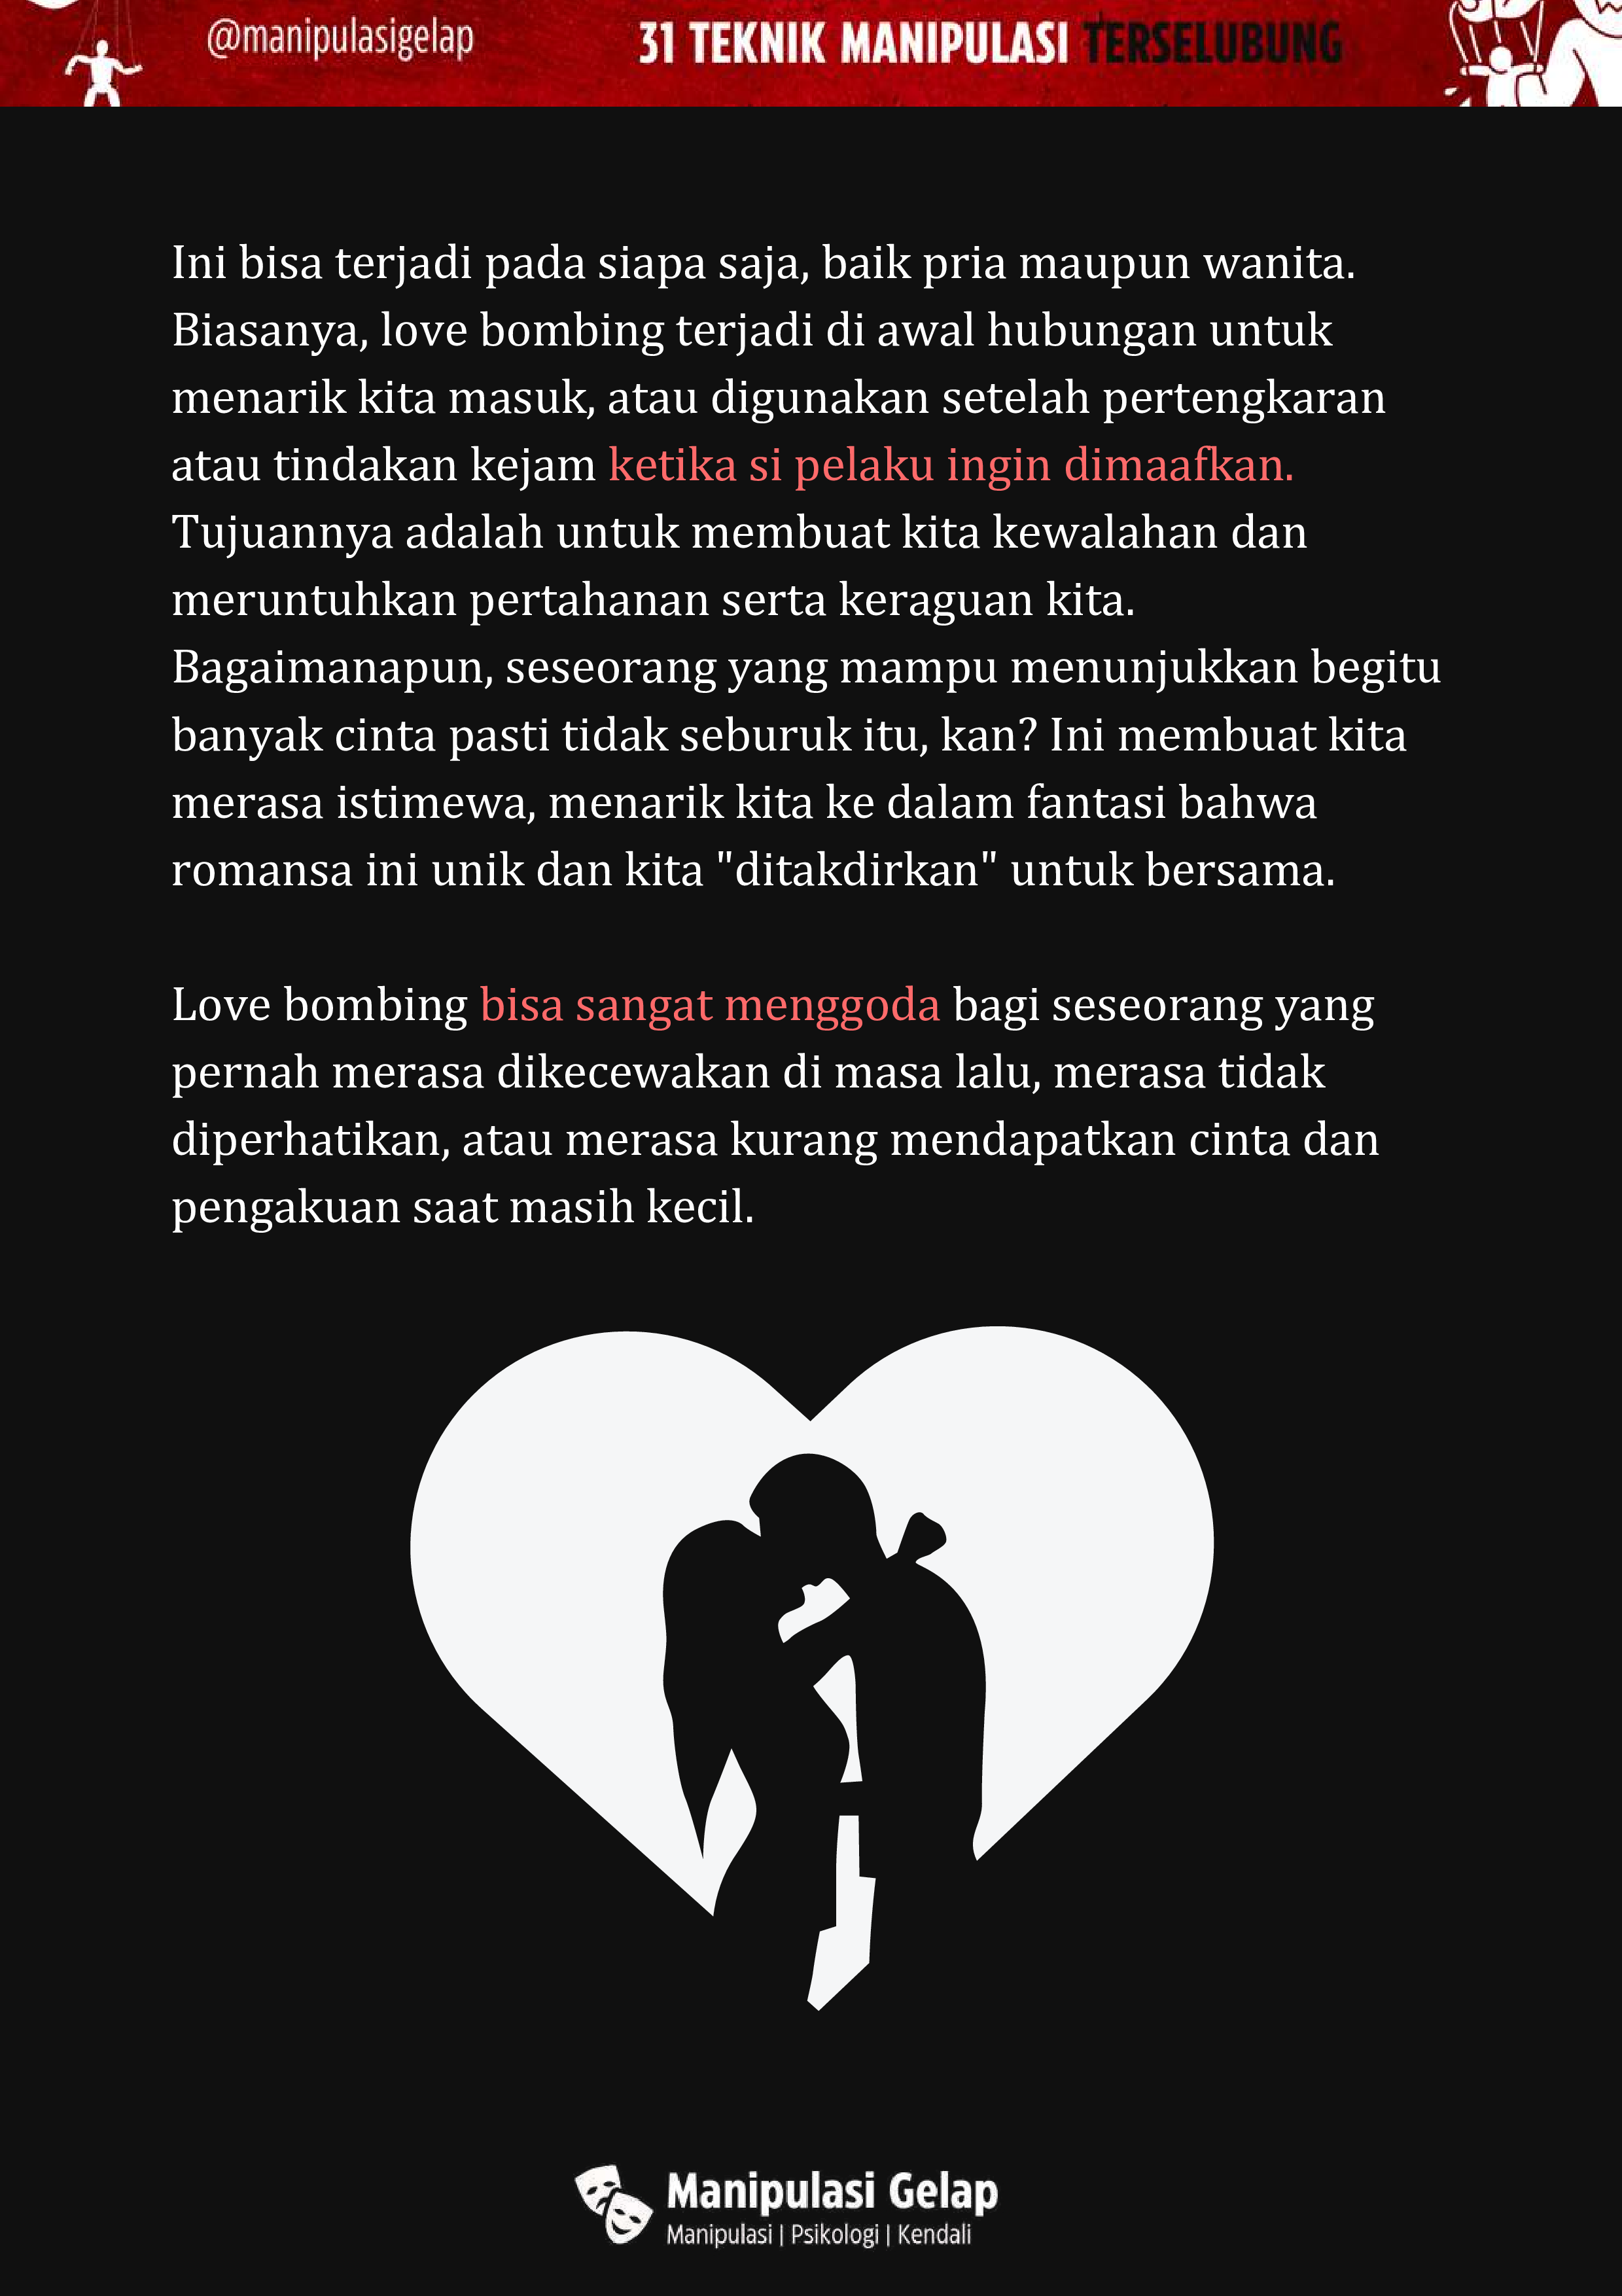 @manipulasigelap
31 TEKNIK MANIPULASI TERSELUBUNG
Ini bisa terjadi pada siapa saja, baik pria maupun wanita.
Biasanya, love bombing terjadi di awal hubungan untuk
menarik kita masuk, atau digunakan setelah pertengkaran
atau tindakan kejam ketika si pelaku ingin dimaafkan.
Tujuannya adalah untuk membuat kita kewalahan dan
meruntuhkan pertahanan serta keraguan kita.
Bagaimanapun, seseorang yang mampu menunjukkan begitu
banyak cinta pasti tidak seburuk itu, kan? Ini membuat kita
merasa istimewa, menarik kita ke dalam fantasi bahwa
romansa ini unik dan kita "ditakdirkan" untuk bersama.
Love bombing bisa sangat menggoda bagi seseorang yang
pernah merasa dikecewakan di masa lalu, merasa tidak
diperhatikan, atau merasa kurang mendapatkan cinta dan
pengakuan saat masih kecil.
Manipulasi Gelap
Manipulasi | Psikologi | Kendali